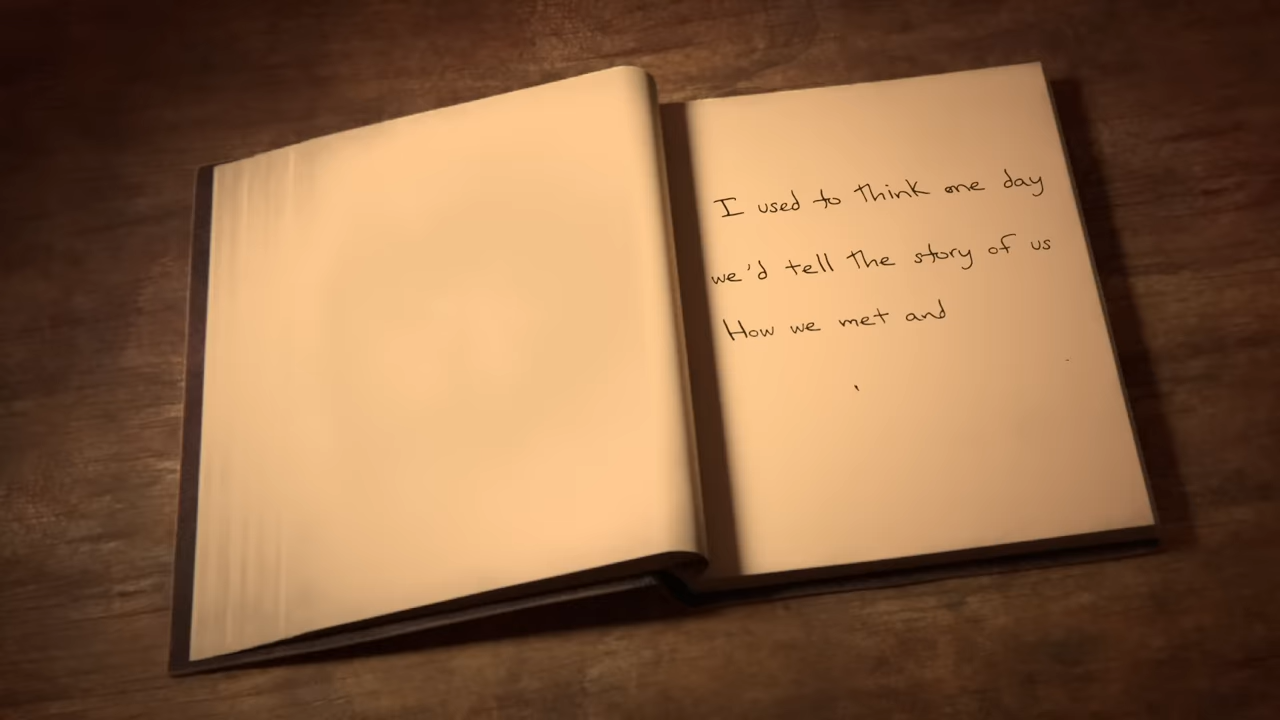 I used to think one day
we'd tell the story of us
How we met and